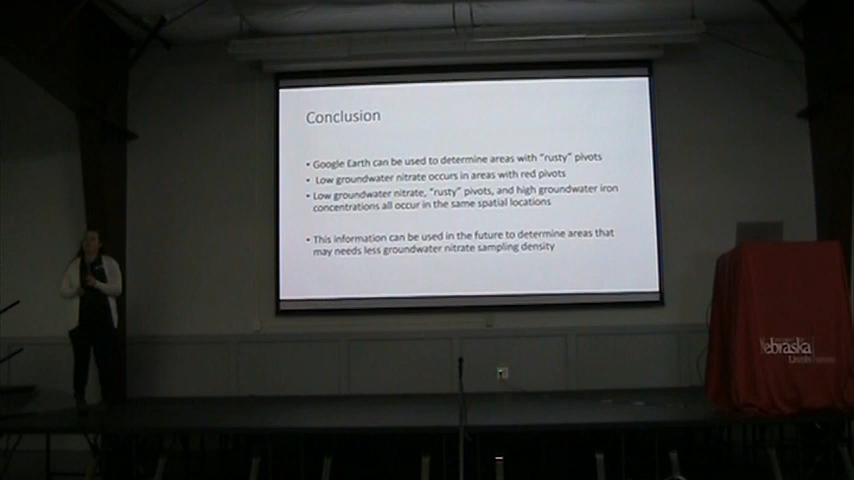 Conclusion
• Google Earth can be used to determine areas with "rusty" pivots
• Low groundwater nitrate occurs in areas with red pivots
• Low groundwater nitrate, "rusty" pivots, and high groundwater iron
concentrations all occur in the same spatial locations
• This information can be used in the future to determine areas that
may needs less groundwater nitrate sampling density
Nebraska
Lincoln